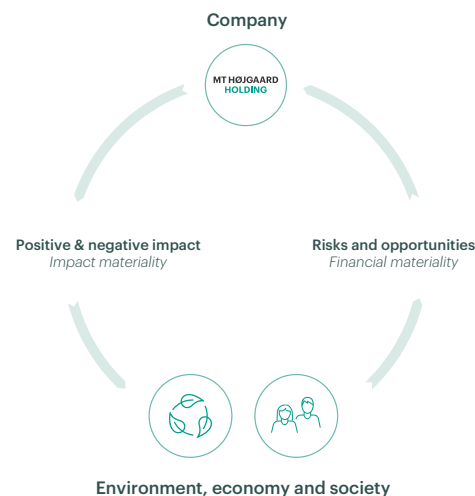 Company
MT HØJGAARD
HOLDING
Positive & negative impact
Impact materiality
Risks and opportunities
Financial materiality
Environment, economy and society